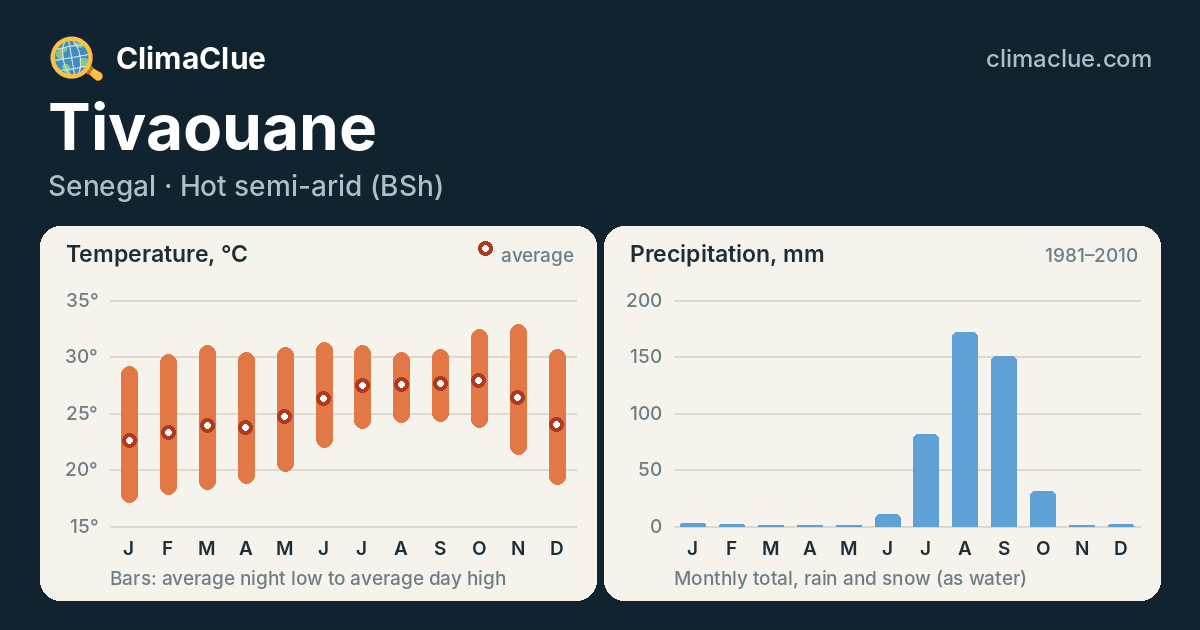 ClimaClue
climaclue.com
Tivaouane
Senegal · Hot semi-arid (BSh)
Temperature, °C
average
35°
30°
25°
20°
15°
J F M A M J J A S O N D
Bars: average night low to average day high
Precipitation, mm
1981–2010
200
150
100
50
0
J F M A M J J A S O N D
Monthly total, rain and snow (as water)